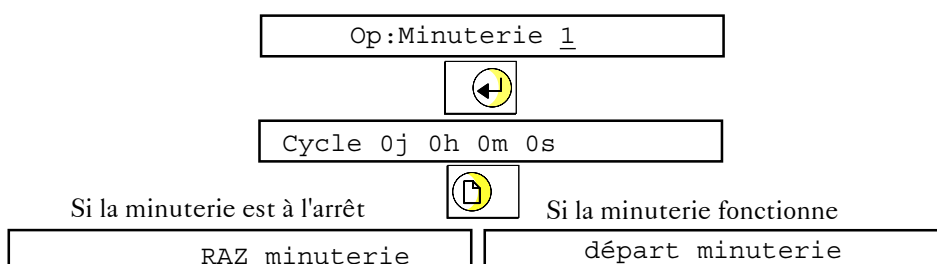 Op:Minuterie 1
Cycle 0j 0h 0m 0s
Si la minuterie est à l'arrêt
Si la minuterie fonctionne
RAZ minuterie
départ minuterie